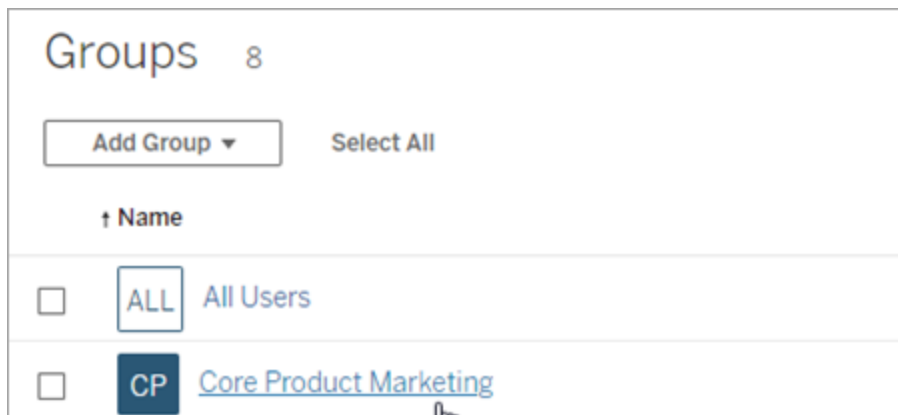 Groups 8
Add Group Select All
↑ Name
ALL All Users
CP Core Product Marketing